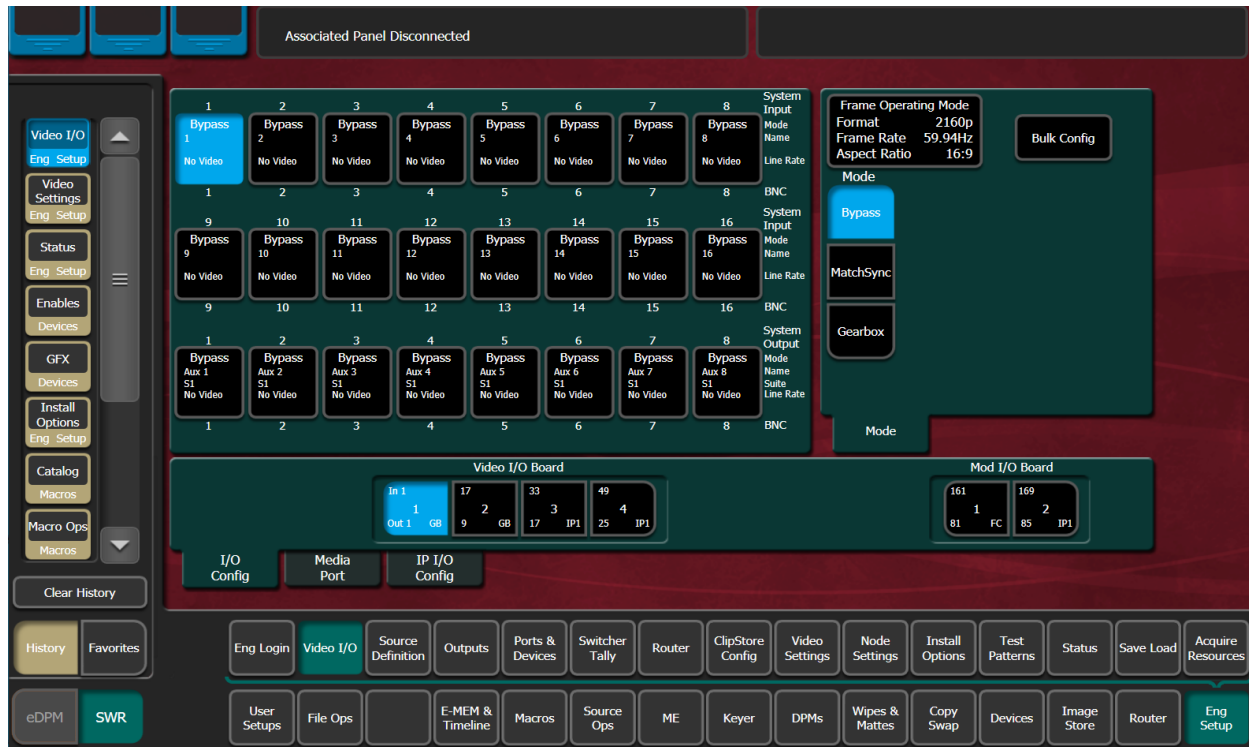 Associated Panel Disconnected
Video I/O
Eng Setup
Video
Settings
Eng Setup
Status
Eng Setup
Enables
Devices
GFX
Devices
Install
Options
Eng Setup
Catalog
Macros
Macro Ops
Macros
Clear History
History Favorites
eDPM SWR
1 2 3 4 5 6 7 8 System Input
Bypass Bypass Bypass Bypass Bypass Bypass Bypass Bypass Mode
1 2 3 4 5 6 7 8 Name
No Video No Video No Video No Video No Video No Video No Video No Video Line Rate
1 2 3 4 5 6 7 8 BNC
9 10 11 12 13 14 15 16 System Input
Bypass Bypass Bypass Bypass Bypass Bypass Bypass Bypass Mode
9 10 11 12 13 14 15 16 Name
No Video No Video No Video No Video No Video No Video No Video No Video Line Rate
9 10 11 12 13 14 15 16 BNC
1 2 3 4 5 6 7 8 System Output
Bypass Bypass Bypass Bypass Bypass Bypass Bypass Bypass Mode
Aux 1 Aux 2 Aux 3 Aux 4 Aux 5 Aux 6 Aux 7 Aux 8 Name
S1 S1 S1 S1 S1 S1 S1 S1 Suite
No Video No Video No Video No Video No Video No Video No Video No Video Line Rate
1 2 3 4 5 6 7 8 BNC
Frame Operating Mode
Format 2160p
Frame Rate 59.94Hz
Aspect Ratio 16:9
Bulk Config
Mode
Bypass
MatchSync
Gearbox
Mode
Video I/O Board
In 1 17 33 49
1 2 3 4
Out 1 GB 9 GB 17 IP1 25 IP1
Mod I/O Board
161 169
1 2
81 FC 85 IP1
I/O
Config
Media
Port
IP I/O
Config
Eng Login
Video I/O
Source
Definition
Outputs
Ports &
Devices
Switcher
Tally
Router
ClipStore
Config
Video
Settings
Node
Settings
Install
Options
Test
Patterns
Status
Save Load
Acquire
Resources
User
Setups
File Ops
E-MEM &
Timeline
Macros
Source
Ops
ME
Keyer
DPMs
Wipes &
Mattes
Copy
Swap
Devices
Image
Store
Router
Eng
Setup